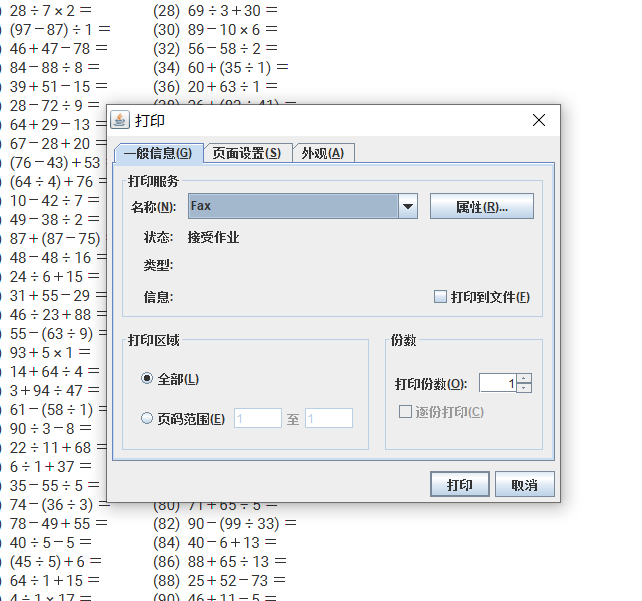 ) 28÷7×2＝ (28) 69÷3+30＝
) (97−87)÷1＝ (30) 89−10×6＝
) 46+47−78＝ (32) 56−58÷2＝
) 84−88÷8＝ (34) 60+(35÷1)＝
) 39+51−15＝ (36) 20+63÷1＝
) 28−72÷9＝
) 64+29−13＝
) 67−28+20＝
) (76−43)+53
) (64÷4)+76＝
) 10−42÷7＝
) 49−38÷2＝
) 87+(87−75)
) 48−48÷16＝
) 24÷6+15＝
) 31+55−29＝
) 46÷23+88＝
) 55−(63÷9)＝
) 93+5×1＝
) 14+64÷4＝
) 3+94÷47＝
) 61−(58÷1)＝
) 90÷3−8＝
) 22÷11+68＝
) 6÷1+37＝
) 35−55÷5＝
) 74−(36÷3)＝ (80) 71+65÷5＝
) 78−49+55＝ (82) 90−(99÷33)＝
) 40÷5−5＝ (84) 40−6+13＝
) (45÷5)+6＝ (86) 88+65÷13＝
) 64÷1+15＝ (88) 25+52−73＝
) 4÷1×17＝ (90) 46+11−5＝
打印
一般信息(G) 页面设置(S) 外观(A)
打印服务
名称(N): Fax 属性(R)...
状态: 接受作业
类型:
信息: 打印到文件(F)
打印区域 份数
全部(L) 打印份数(O): 1
页码范围(E) 1 至 1 逐份打印(C)
打印 取消